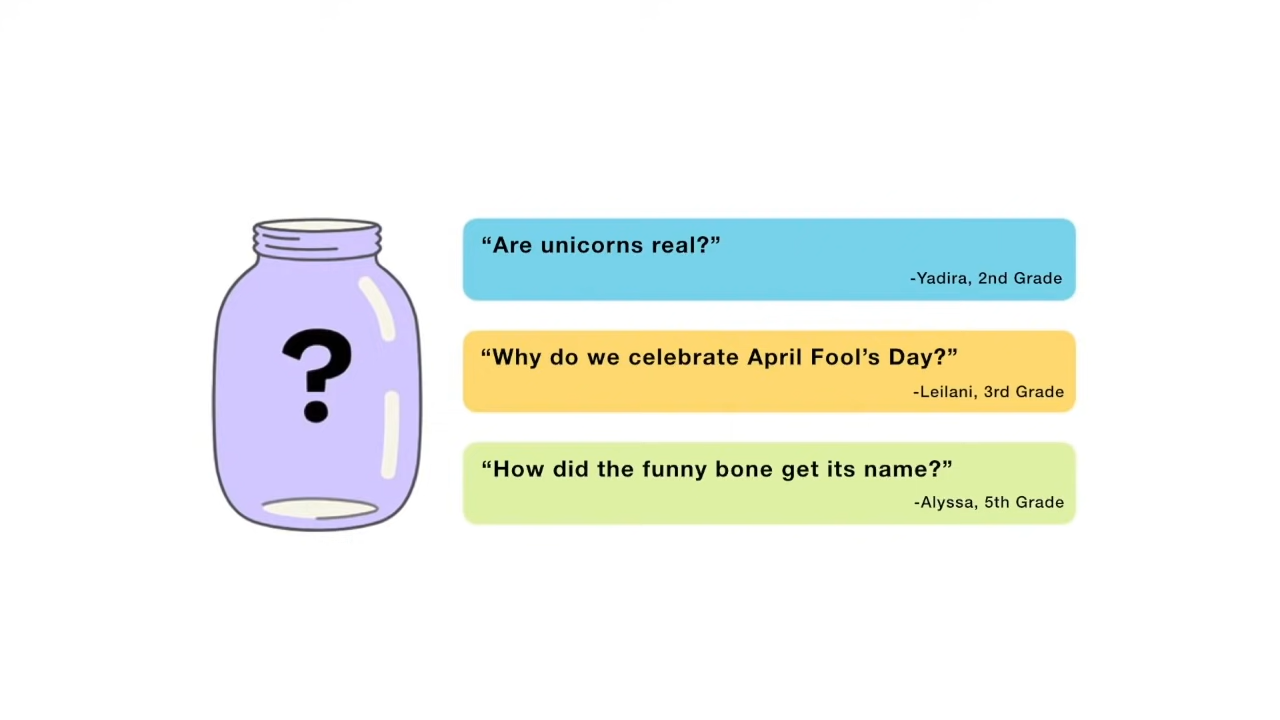 ?
“Are unicorns real?”
-Yadira, 2nd Grade
“Why do we celebrate April Fool’s Day?”
-Leilani, 3rd Grade
“How did the funny bone get its name?”
-Alyssa, 5th Grade